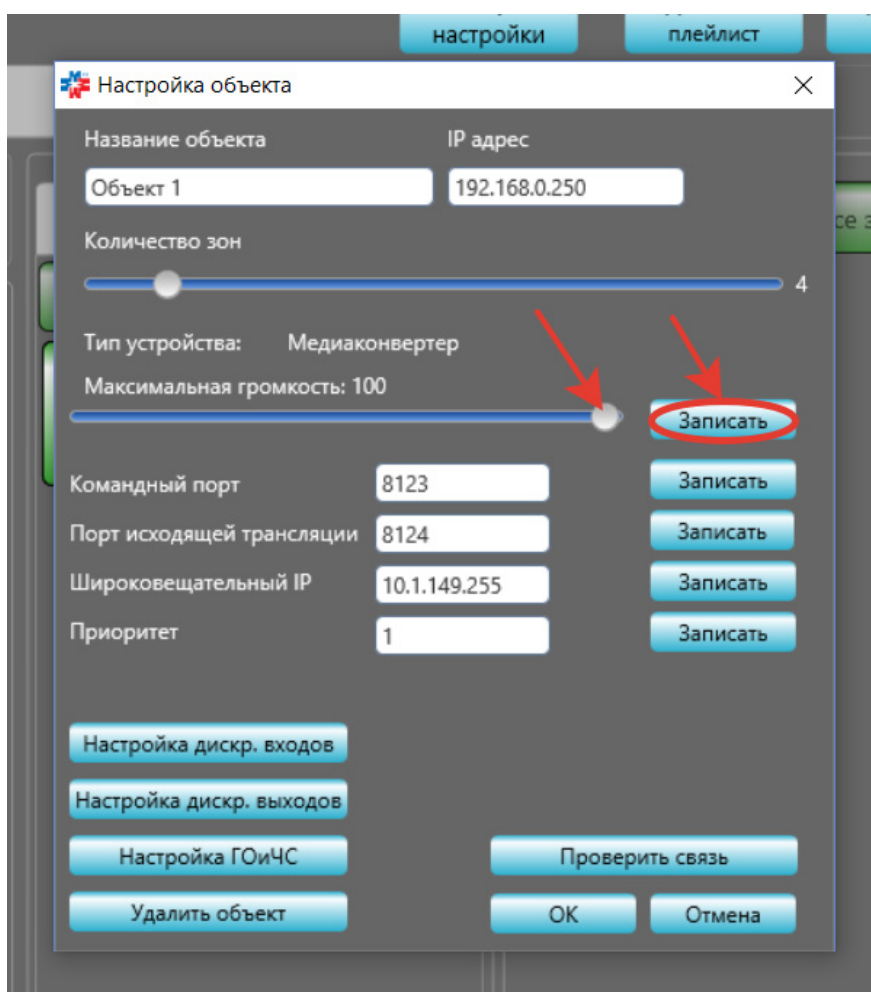 настройки
плейлист
Настройка объекта
Название объекта
IP адрес
Объект 1
192.168.0.250
Количество зон
4
Тип устройства: Медиаконвертер
Максимальная громкость: 100
Записать
Командный порт
8123
Записать
Порт исходящей трансляции
8124
Записать
Широковещательный IP
10.1.149.255
Записать
Приоритет
1
Записать
Настройка дискр. входов
Настройка дискр. выходов
Настройка ГОиЧС
Проверить связь
Удалить объект
ОК
Отмена